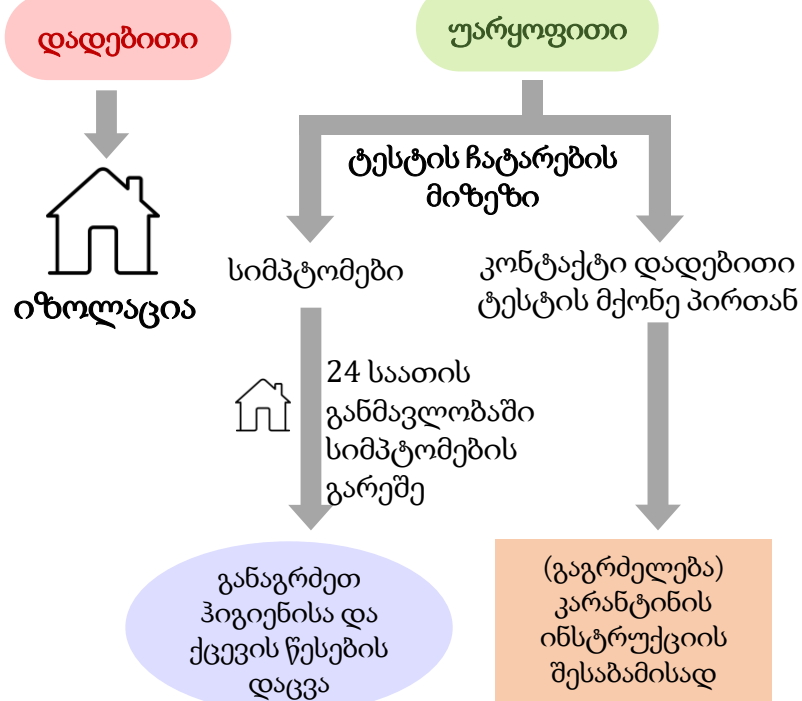 დადებითი
უარყოფითი
ტესტის ჩატარების
მიზეზი
იზოლაცია
სიმპტომები
კონტაქტი დადებითი
ტესტის მქონე პირთან
24 საათის
განმავლობაში
სიმპტომების
გარეშე
განაგრძეთ
ჰიგიენისა და
ქცევის წესების
დაცვა
(გაგრძელება)
კარანტინის
ინსტრუქციის
შესაბამისად